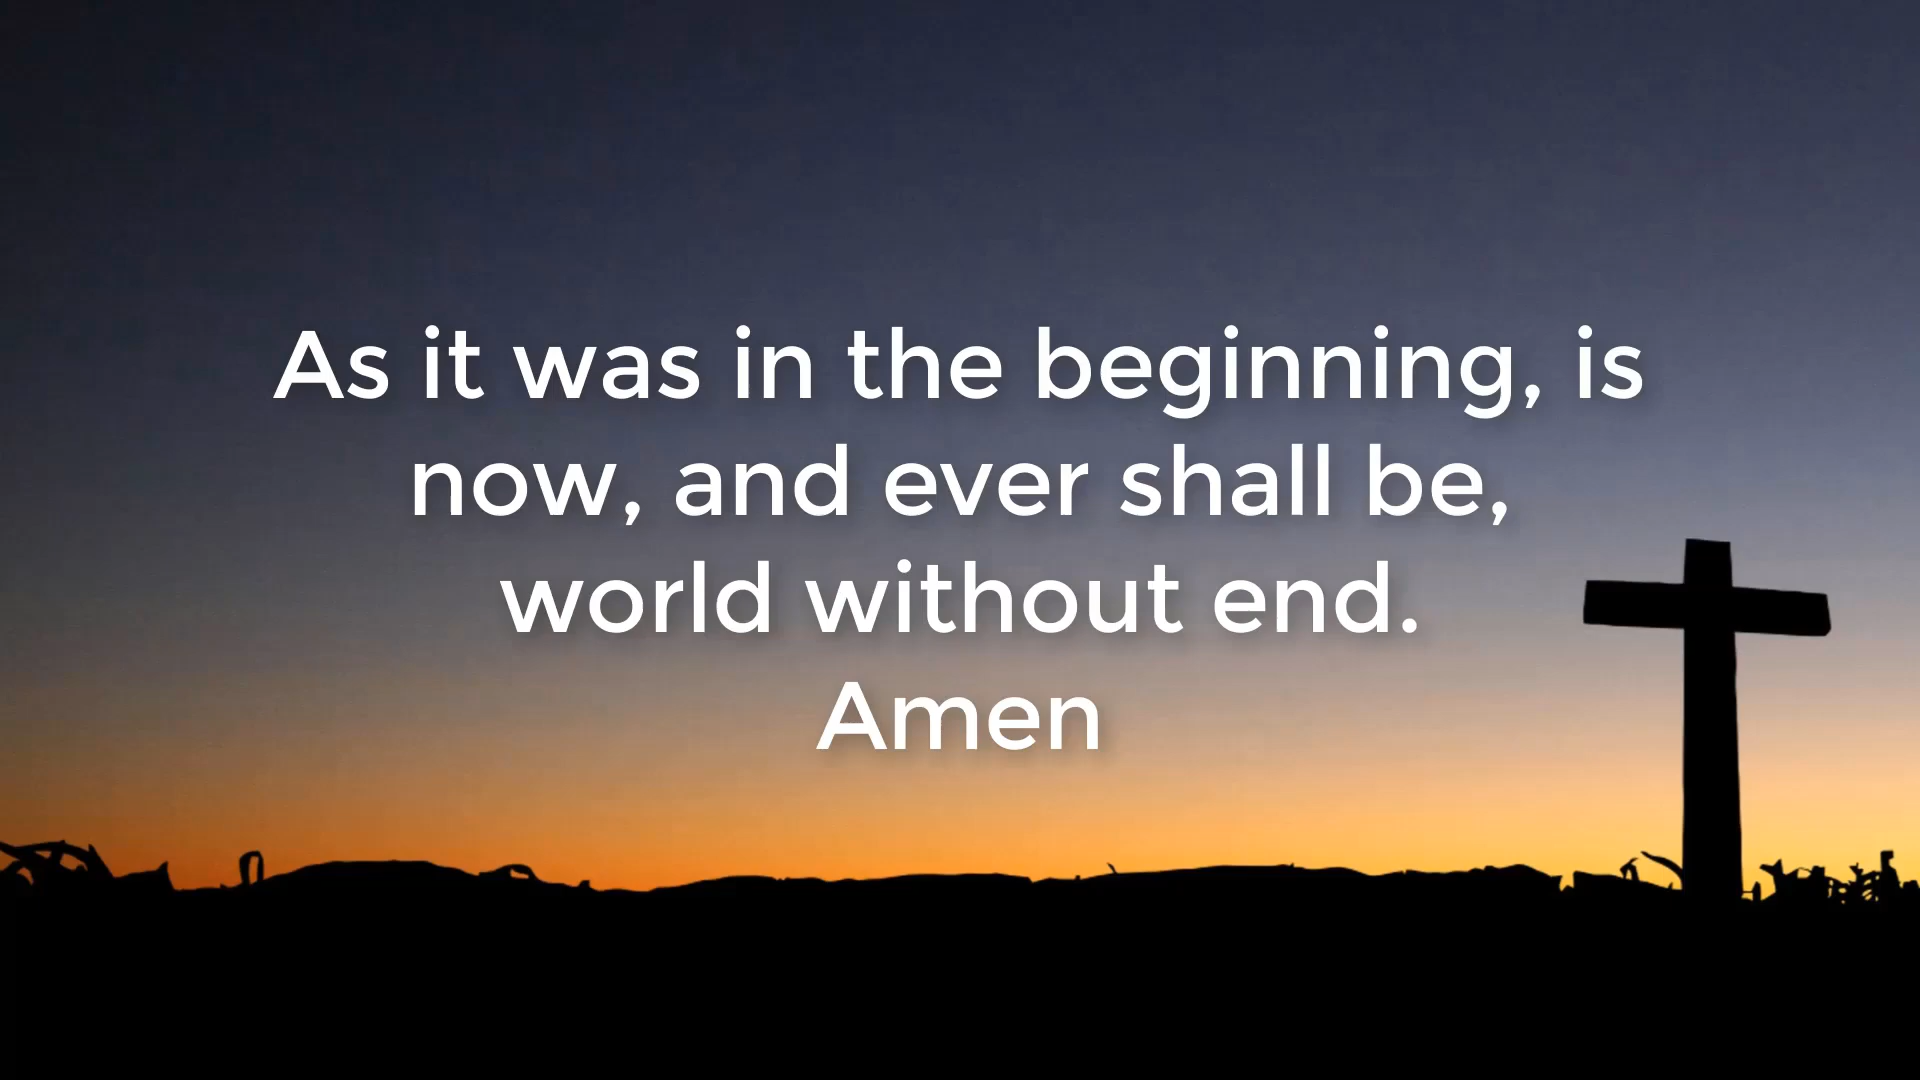 As it was in the beginning, is
now, and ever shall be,
world without end.
Amen